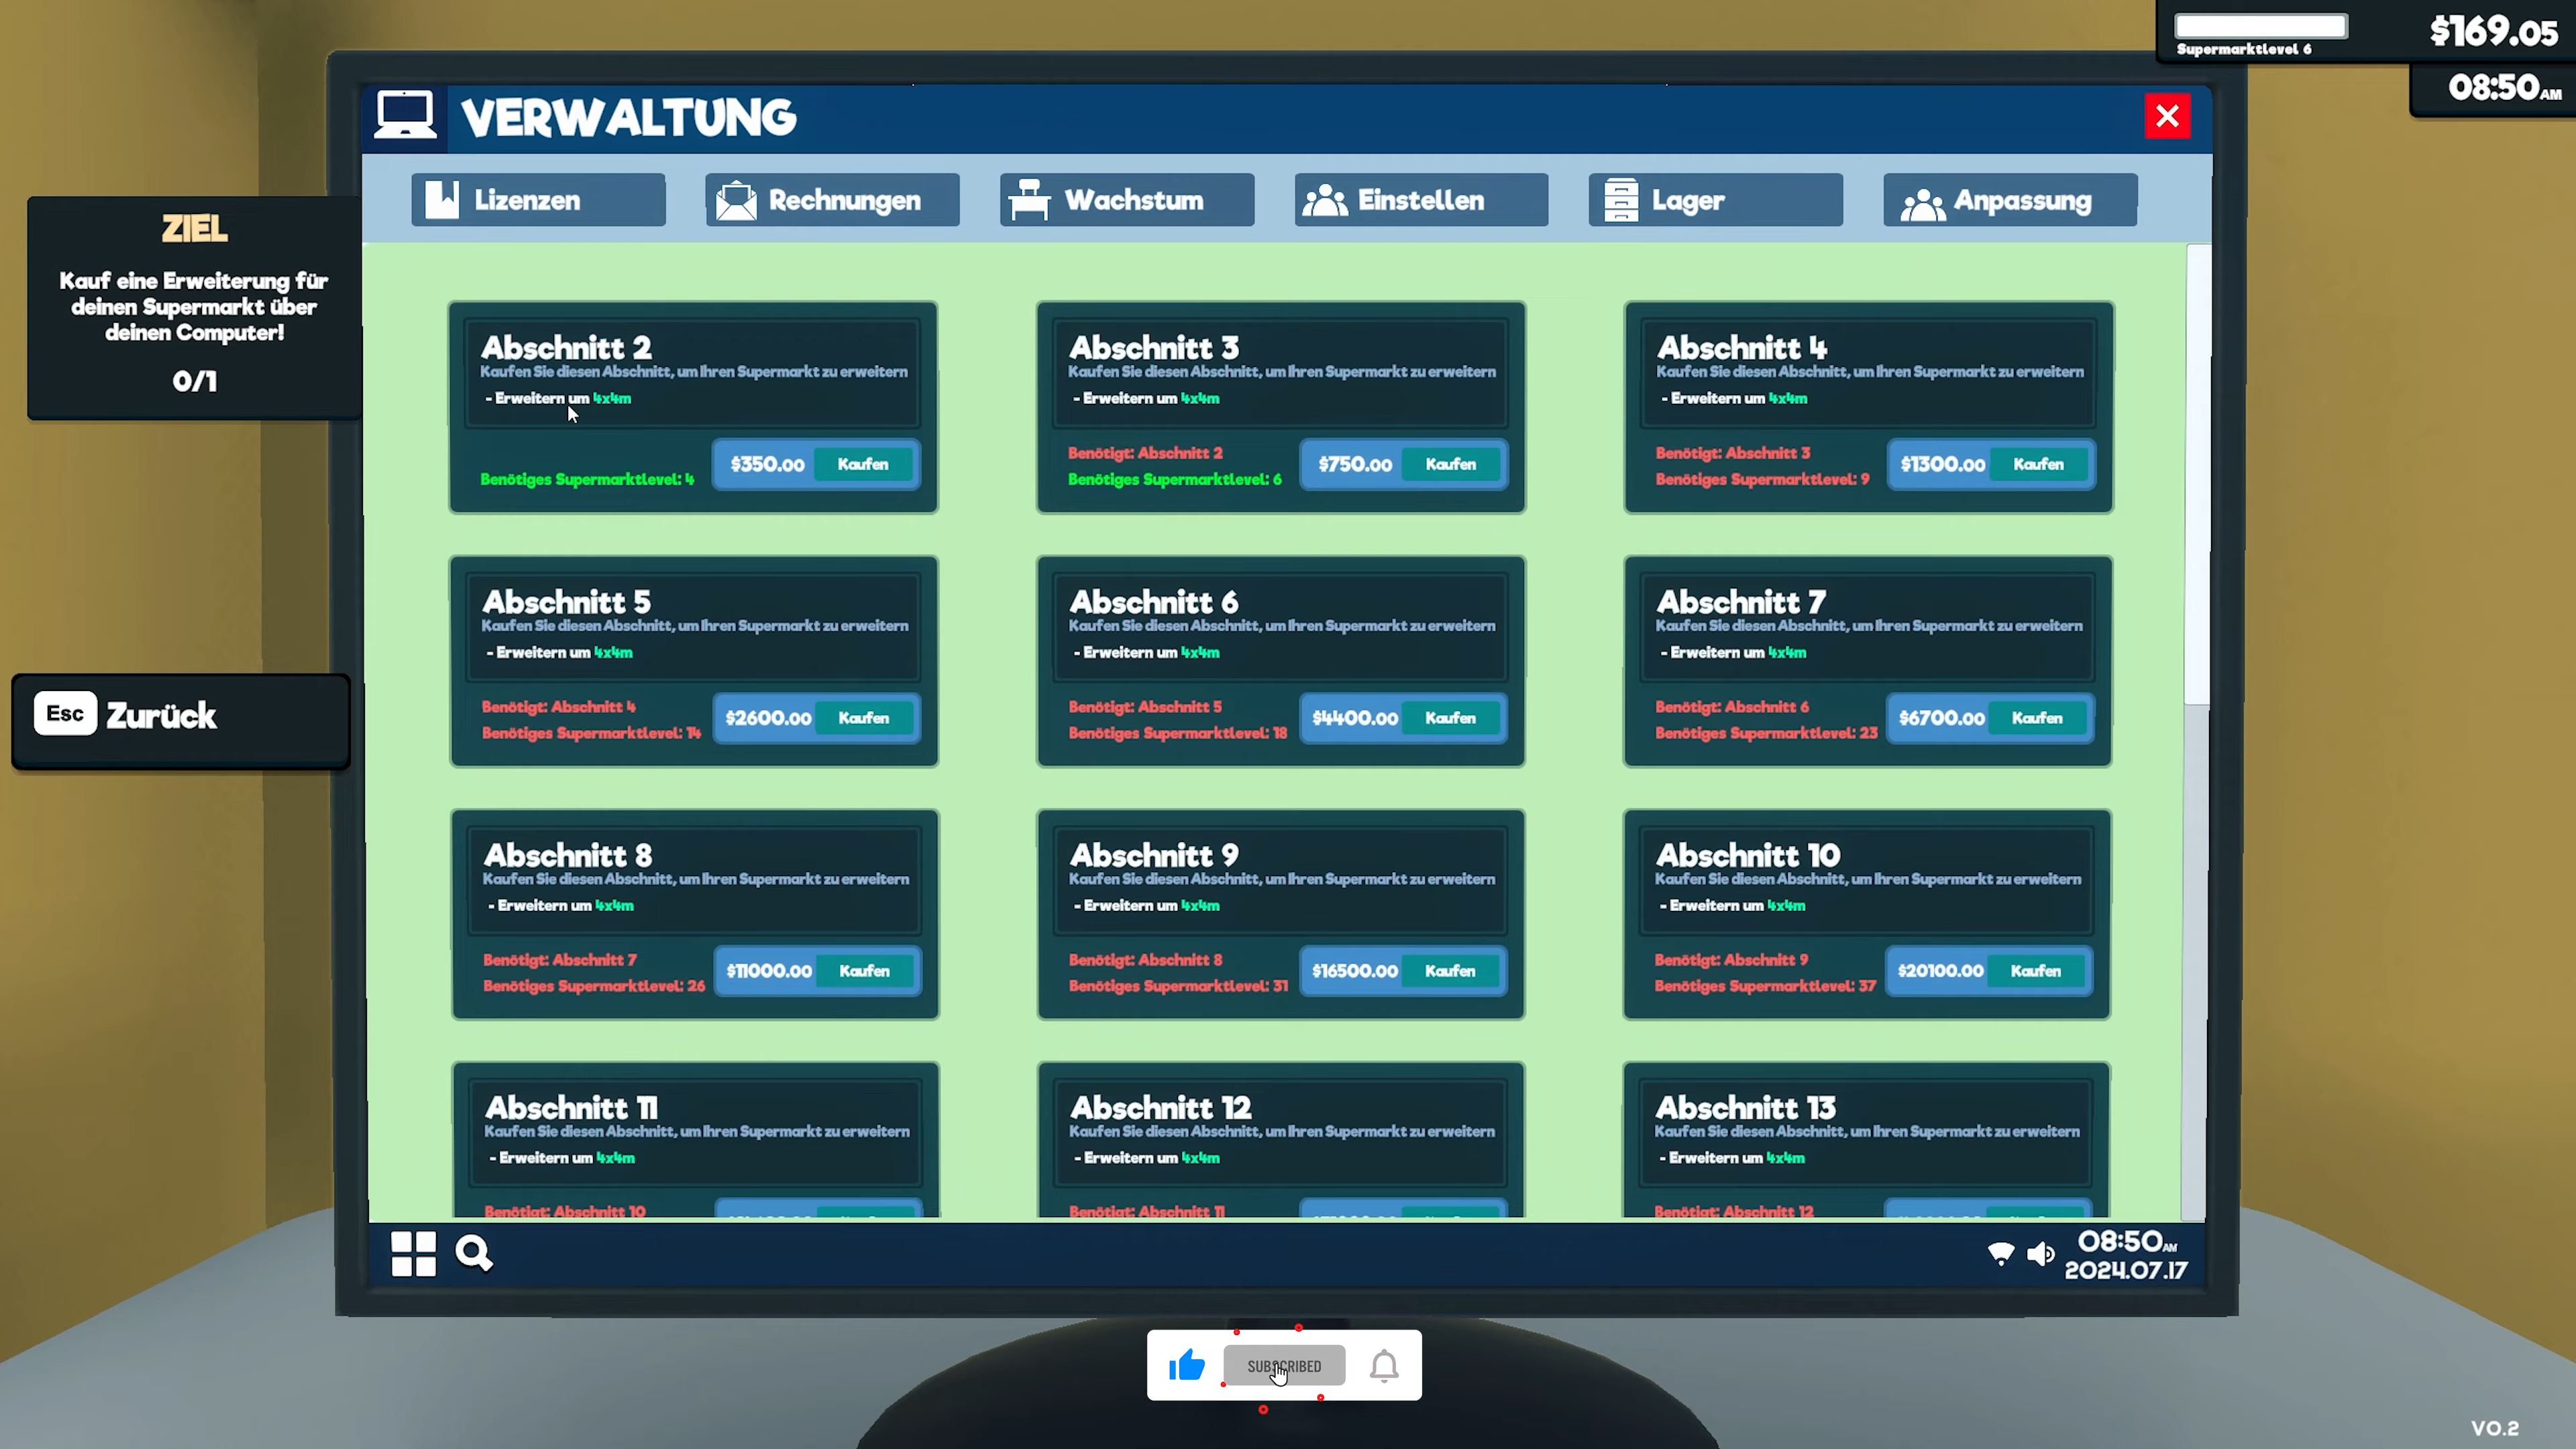 $169.05
Supermarktlevel 6
08:50AM
VERWALTUNG
Lizenzen
Rechnungen
Wachstum
Einstellen
Lager
Anpassung
ZIEL
Kauf eine Erweiterung für
deinen Supermarkt über
deinen Computer!
0/1
Esc Zurück
Abschnitt 2
Kaufen Sie diesen Abschnitt, um Ihren Supermarkt zu erweitern
- Erweitern um 4x4m
Benötiges Supermarktlevel: 4
$350.00 Kaufen
Abschnitt 3
Kaufen Sie diesen Abschnitt, um Ihren Supermarkt zu erweitern
- Erweitern um 4x4m
Benötigt: Abschnitt 2
Benötiges Supermarktlevel: 6
$750.00 Kaufen
Abschnitt 4
Kaufen Sie diesen Abschnitt, um Ihren Supermarkt zu erweitern
- Erweitern um 4x4m
Benötigt: Abschnitt 3
Benötiges Supermarktlevel: 9
$1300.00 Kaufen
Abschnitt 5
Kaufen Sie diesen Abschnitt, um Ihren Supermarkt zu erweitern
- Erweitern um 4x4m
Benötigt: Abschnitt 4
Benötiges Supermarktlevel: 14
$2600.00 Kaufen
Abschnitt 6
Kaufen Sie diesen Abschnitt, um Ihren Supermarkt zu erweitern
- Erweitern um 4x4m
Benötigt: Abschnitt 5
Benötiges Supermarktlevel: 18
$4400.00 Kaufen
Abschnitt 7
Kaufen Sie diesen Abschnitt, um Ihren Supermarkt zu erweitern
- Erweitern um 4x4m
Benötigt: Abschnitt 6
Benötiges Supermarktlevel: 23
$6700.00 Kaufen
Abschnitt 8
Kaufen Sie diesen Abschnitt, um Ihren Supermarkt zu erweitern
- Erweitern um 4x4m
Benötigt: Abschnitt 7
Benötiges Supermarktlevel: 26
$11000.00 Kaufen
Abschnitt 9
Kaufen Sie diesen Abschnitt, um Ihren Supermarkt zu erweitern
- Erweitern um 4x4m
Benötigt: Abschnitt 8
Benötiges Supermarktlevel: 31
$16500.00 Kaufen
Abschnitt 10
Kaufen Sie diesen Abschnitt, um Ihren Supermarkt zu erweitern
- Erweitern um 4x4m
Benötigt: Abschnitt 9
Benötiges Supermarktlevel: 37
$20100.00 Kaufen
Abschnitt 11
Kaufen Sie diesen Abschnitt, um Ihren Supermarkt zu erweitern
- Erweitern um 4x4m
Benötigt: Abschnitt 10
Abschnitt 12
Kaufen Sie diesen Abschnitt, um Ihren Supermarkt zu erweitern
- Erweitern um 4x4m
Benötigt: Abschnitt 11
Abschnitt 13
Kaufen Sie diesen Abschnitt, um Ihren Supermarkt zu erweitern
- Erweitern um 4x4m
Benötigt: Abschnitt 12
08:50AM
2024.07.17
SUBSCRIBED
V0.2